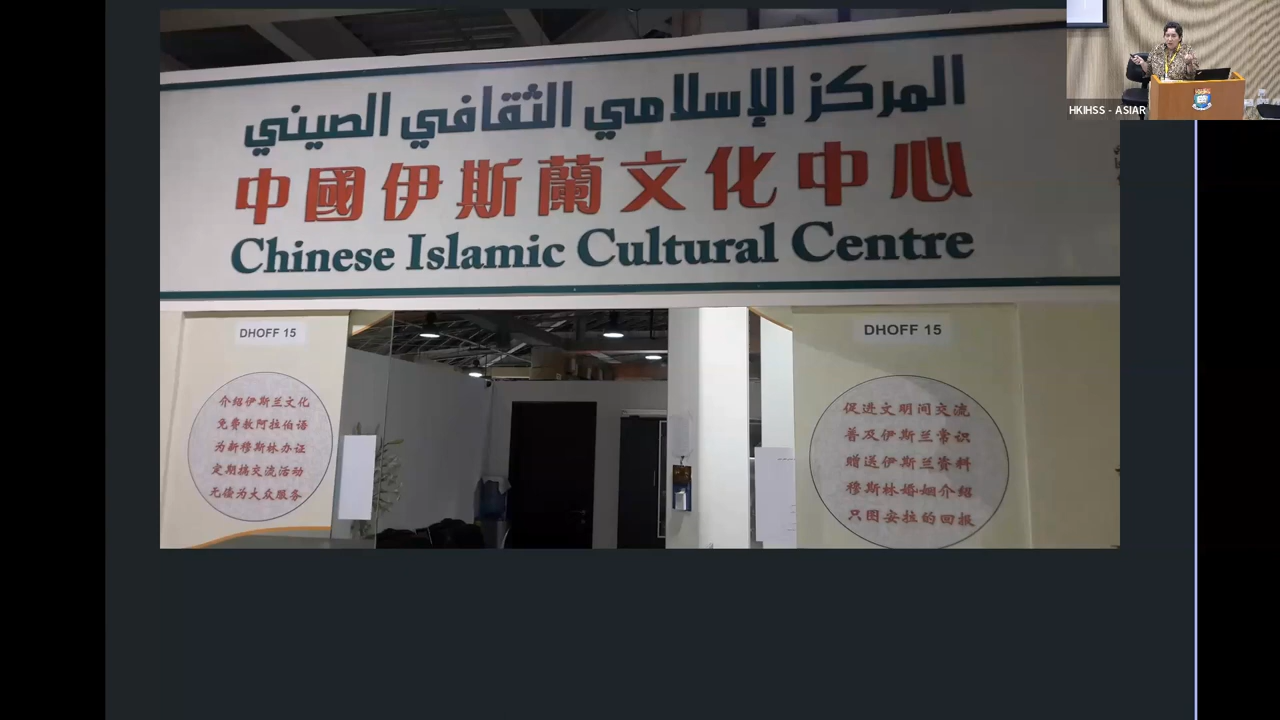 المركز الإسلامي الثقافي الصيني
中國伊斯蘭文化中心
Chinese Islamic Cultural Centre
DHOFF 15
介绍伊斯兰文化
免费教阿拉伯语
为新穆斯林办证
定期搞交流活动
无偿为大众服务
DHOFF 15
促进文明间交流
普及伊斯兰常识
赠送伊斯兰资料
穆斯林婚姻介绍
只图安拉的回报
HKIHSS - ASIAR